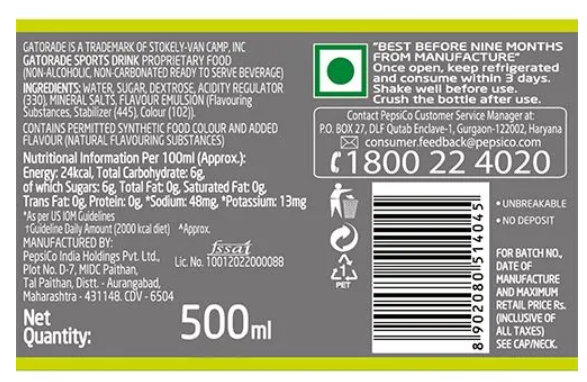 GATORADE IS A TRADEMARK OF STOKELY-VAN CAMP, INC
GATORADE SPORTS DRINK PROPRIETARY FOOD
(NON-ALCOHOLIC, NON-CARBONATED READY TO SERVE BEVERAGE)
INGREDIENTS: WATER, SUGAR, DEXTROSE, ACIDITY REGULATOR
(330), MINERAL SALTS, FLAVOUR EMULSION (Flavouring
Substances, Stabilizer (445), Colour (102)).
CONTAINS PERMITTED SYNTHETIC FOOD COLOUR AND ADDED
FLAVOUR (NATURAL FLAVOURING SUBSTANCES)
Nutritional Information Per 100ml (Approx.):
Energy: 24kcal, Total Carbohydrate: 6g,
of which Sugars: 6g, Total Fat: 0g, Saturated Fat: 0g,
Trans Fat: 0g, Protein: 0g, *Sodium: 48mg, *Potassium: 13mg
*As per US IOM Guidelines
†Guideline Daily Amount (2000 kcal diet) ^Approx.
MANUFACTURED BY:
PepsiCo India Holdings Pvt. Ltd.,
Plot No. D-7, MIDC Paithan,
Tal Paithan, Distt. - Aurangabad,
Maharashtra - 431148. CDV - 6504
fssai
Lic. No. 10012022000088
Net
Quantity:
500ml
"BEST BEFORE NINE MONTHS
FROM MANUFACTURE"
Once open, keep refrigerated
and consume within 3 days.
Shake well before use.
Crush the bottle after use.
Contact PepsiCo Customer Service Manager at:
P.O. BOX 27, DLF Qutab Enclave-1, Gurgaon-122002, Haryana
consumer.feedback@pepsico.com
1800 22 4020
1
PET
8 902080 514045
• UNBREAKABLE
• NO DEPOSIT
FOR BATCH NO.,
DATE OF
MANUFACTURE
AND MAXIMUM
RETAIL PRICE Rs.
(INCLUSIVE OF
ALL TAXES)
SEE CAP/NECK.